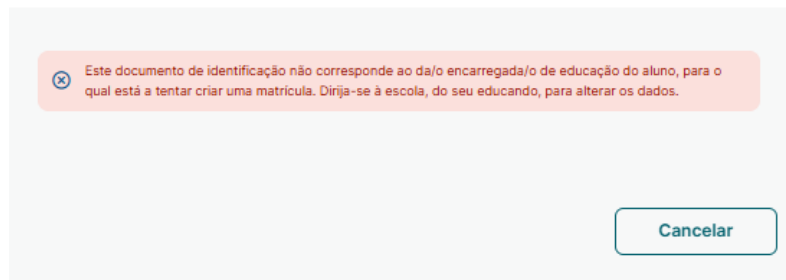 Este documento de identificação não corresponde ao da/o encarregada/o de educação do aluno, para o
qual está a tentar criar uma matrícula. Dirija-se à escola, do seu educando, para alterar os dados.
Cancelar